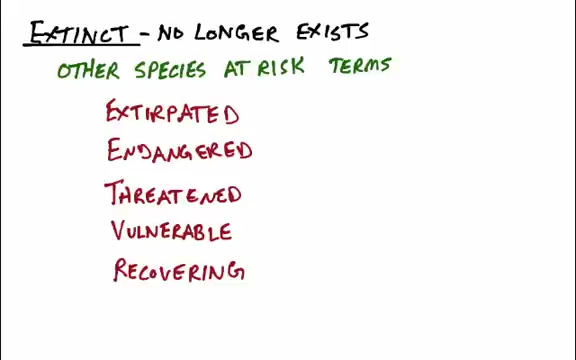 EXTINCT - NO LONGER EXISTS
OTHER SPECIES AT RISK TERMS
EXTIRPATED
ENDANGERED
THREATENED
VULNERABLE
RECOVERING